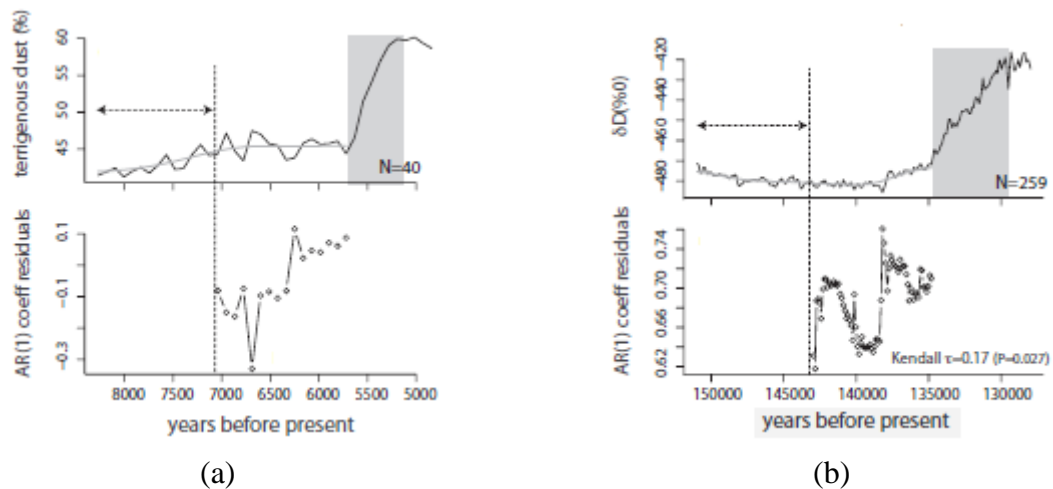 terrigenous dust (%)
60
55
50
45
N=40
AR(1) coeff residuals
0.1
-0.1
-0.3
8000 7500 7000 6500 6000 5500 5000
years before present
(a)
δD(%0)
-420
-440
-460
-480
N=259
AR(1) coeff residuals
0.74
0.70
0.66
0.62
Kendall τ=0.17 (P=0.027)
150000 145000 140000 135000 130000
years before present
(b)